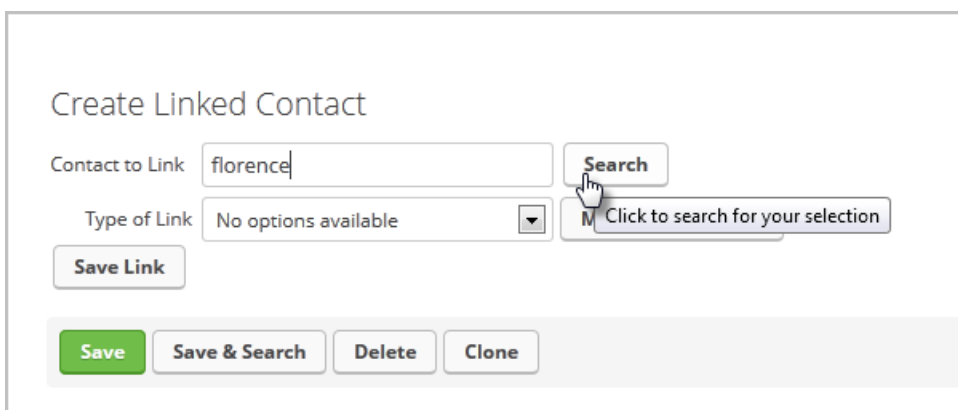 Create Linked Contact
Contact to Link florence Search
Type of Link No options available Click to search for your selection
Save Link
Save Save & Search Delete Clone